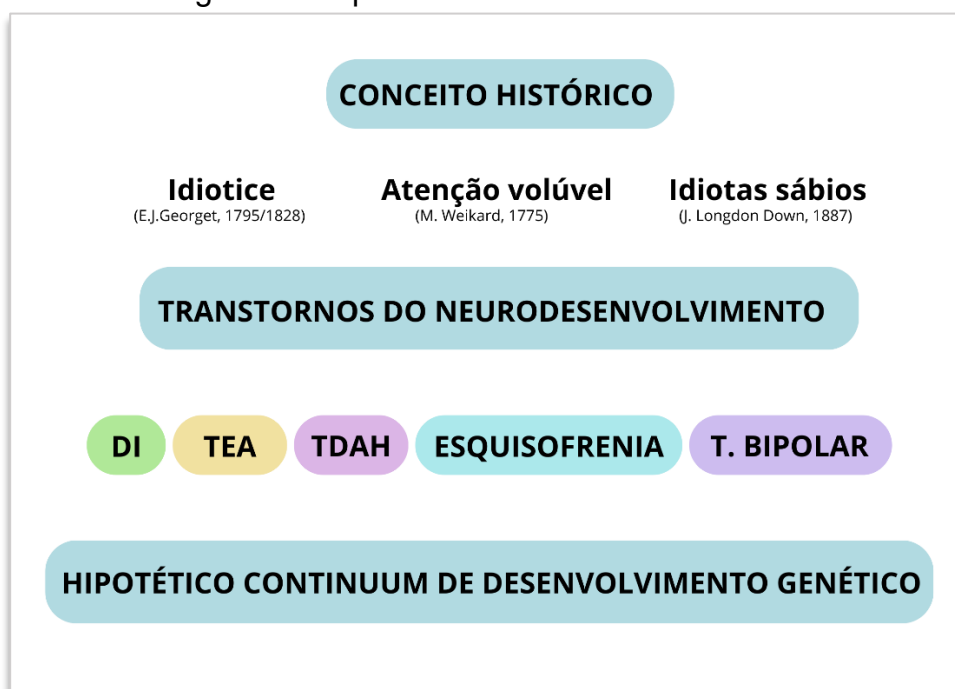 CONCEITO HISTÓRICO
Idiotice Atenção volúvel Idiotas sábios
(E.J.Georget, 1795/1828) (M. Weikard, 1775) (J. Longdon Down, 1887)
TRANSTORNOS DO NEURODESENVOLVIMENTO
DI TEA TDAH ESQUISOFRENIA T. BIPOLAR
HIPOTÉTICO CONTINUUM DE DESENVOLVIMENTO GENÉTICO